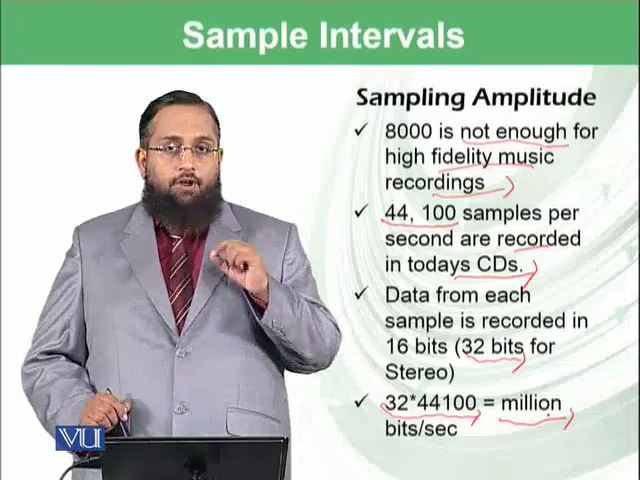 Sample Intervals
Sampling Amplitude
✓ 8000 is not enough for
high fidelity music
recordings
✓ 44, 100 samples per
second are recorded
in todays CDs.
✓ Data from each
sample is recorded in
16 bits (32 bits for
Stereo)
✓ 32*44100 = million
bits/sec
VU